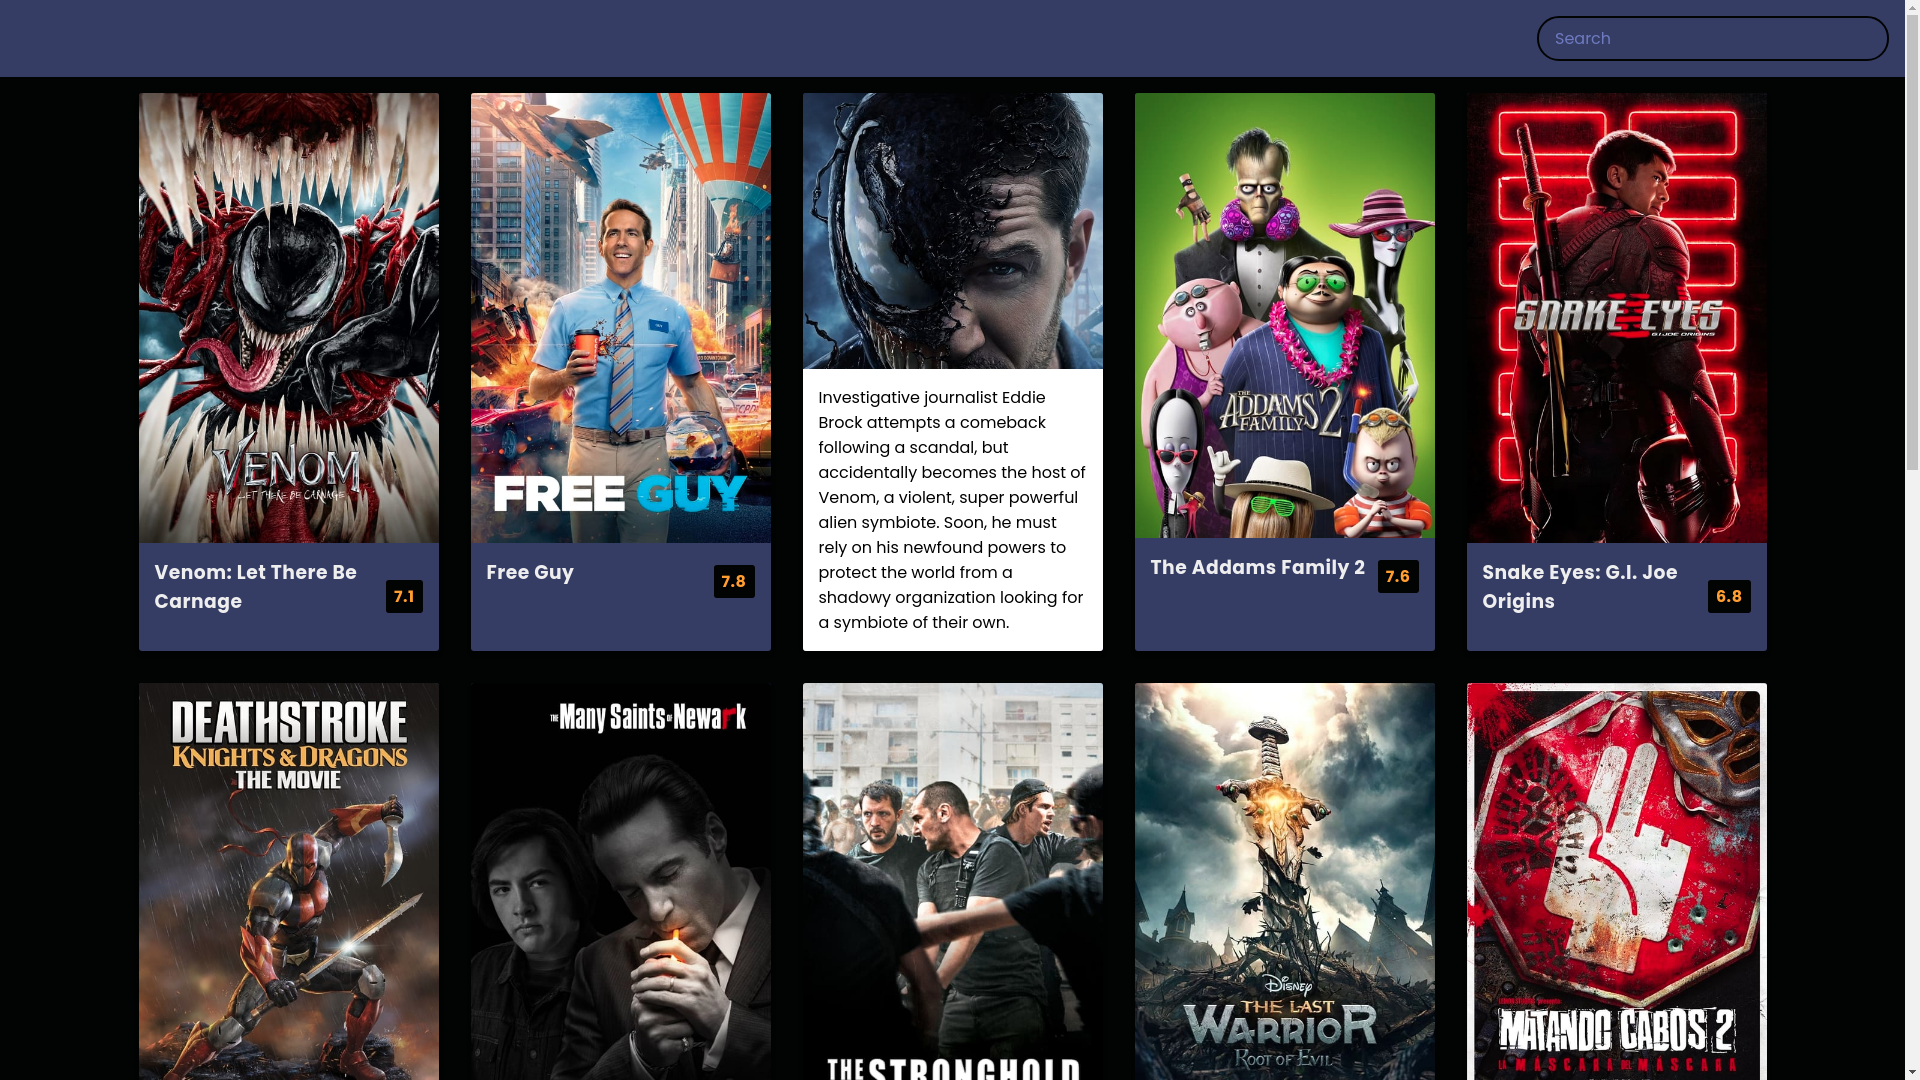 Search
VENOM
LET THERE BE CARNAGE
FREE GUY
THE
ADDAMS
FAMILY 2
SNAKE EYES
G.I. JOE ORIGINS
Investigative journalist Eddie
Brock attempts a comeback
following a scandal, but
accidentally becomes the host of
Venom, a violent, super powerful
alien symbiote. Soon, he must
rely on his newfound powers to
protect the world from a
shadowy organization looking for
a symbiote of their own.
Venom: Let There Be
Carnage
7.1
Free Guy
7.8
The Addams Family 2
7.6
Snake Eyes: G.I. Joe
Origins
6.8
DEATHSTROKE
KNIGHTS & DRAGONS
THE MOVIE
THE Many Saints OF Newark
THE STRONGHOLD
DISNEY
THE LAST
WARRIOR
ROOT OF EVIL
MATANDO CABOS 2
LA MÁSCARA DEL MÁSCARA